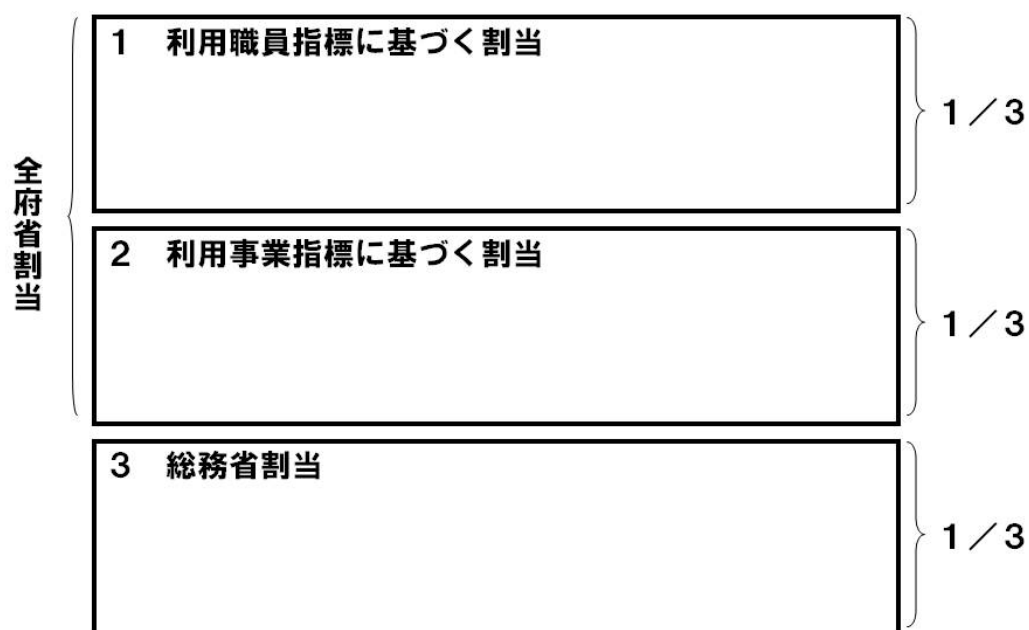 全府省割当
１　利用職員指標に基づく割当
１／３
２　利用事業指標に基づく割当
１／３
３　総務省割当
１／３